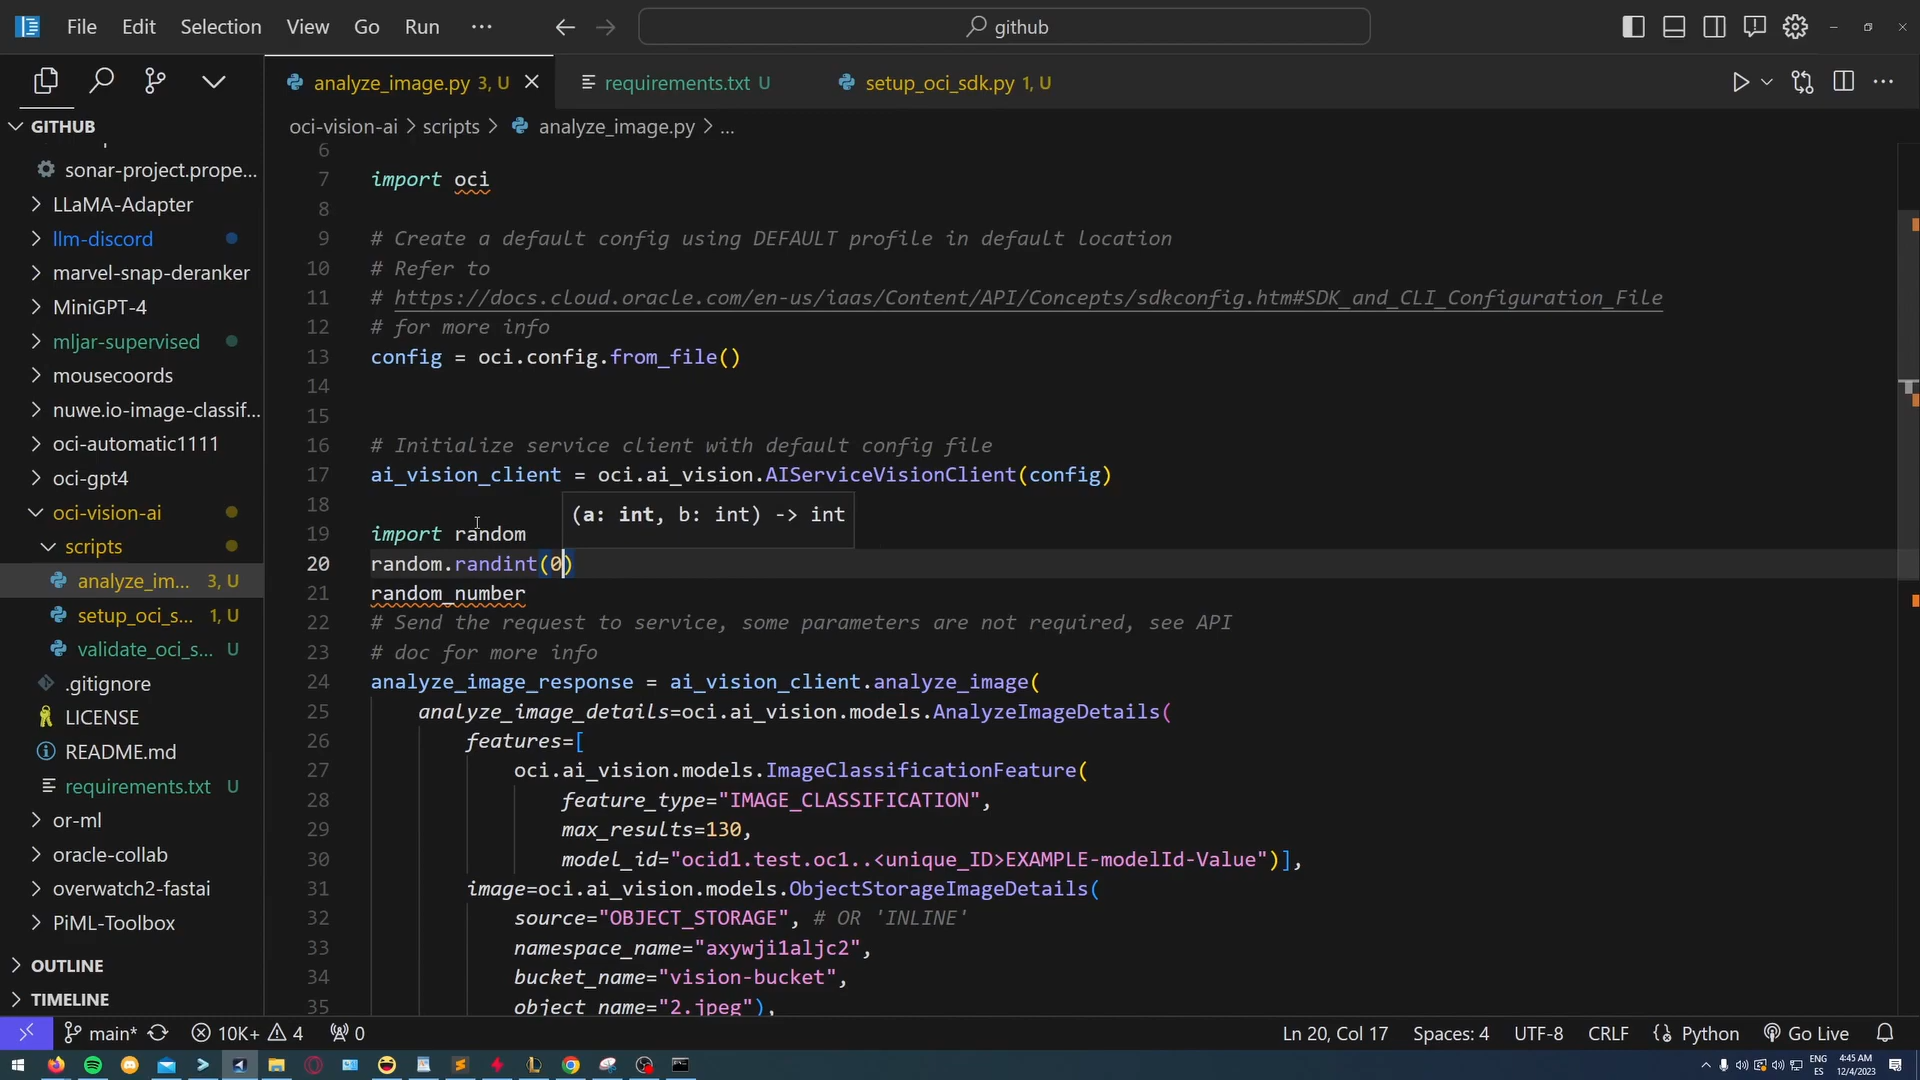 File Edit Selection View Go Run ··· github
analyze_image.py 3, U requirements.txt U setup_oci_sdk.py 1, U
GITHUB
oci-vision-ai > scripts > analyze_image.py > ...
sonar-project.prope...
LLaMA-Adapter
llm-discord
marvel-snap-deranker
MiniGPT-4
mljar-supervised
mousecoords
nuwe.io-image-classif...
oci-automatic1111
oci-gpt4
oci-vision-ai
scripts
analyze_im... 3, U
setup_oci_s... 1, U
validate_oci_s... U
.gitignore
LICENSE
README.md
requirements.txt U
or-ml
oracle-collab
overwatch2-fastai
PiML-Toolbox
OUTLINE
TIMELINE
6
7 import oci
8
9 # Create a default config using DEFAULT profile in default location
10 # Refer to
11 # https://docs.cloud.oracle.com/en-us/iaas/Content/API/Concepts/sdkconfig.htm#SDK_and_CLI_Configuration_File
12 # for more info
13 config = oci.config.from_file()
14
15
16 # Initialize service client with default config file
17 ai_vision_client = oci.ai_vision.AIServiceVisionClient(config)
18
(a: int, b: int) -> int
19 import random
20 random.randint(0)
21 random_number
22 # Send the request to service, some parameters are not required, see API
23 # doc for more info
24 analyze_image_response = ai_vision_client.analyze_image(
25 analyze_image_details=oci.ai_vision.models.AnalyzeImageDetails(
26 features=[
27 oci.ai_vision.models.ImageClassificationFeature(
28 feature_type="IMAGE_CLASSIFICATION",
29 max_results=130,
30 model_id="ocid1.test.oc1..<unique_ID>EXAMPLE-modelId-Value")],
31 image=oci.ai_vision.models.ObjectStorageImageDetails(
32 source="OBJECT_STORAGE", # OR 'INLINE'
33 namespace_name="axywji1aljc2",
34 bucket_name="vision-bucket",
35 object_name="2.jpeg"),
main* 10K+ 4 0 Ln 20, Col 17 Spaces: 4 UTF-8 CRLF Python Go Live
ENG
ES
4:45 AM
12/4/2023